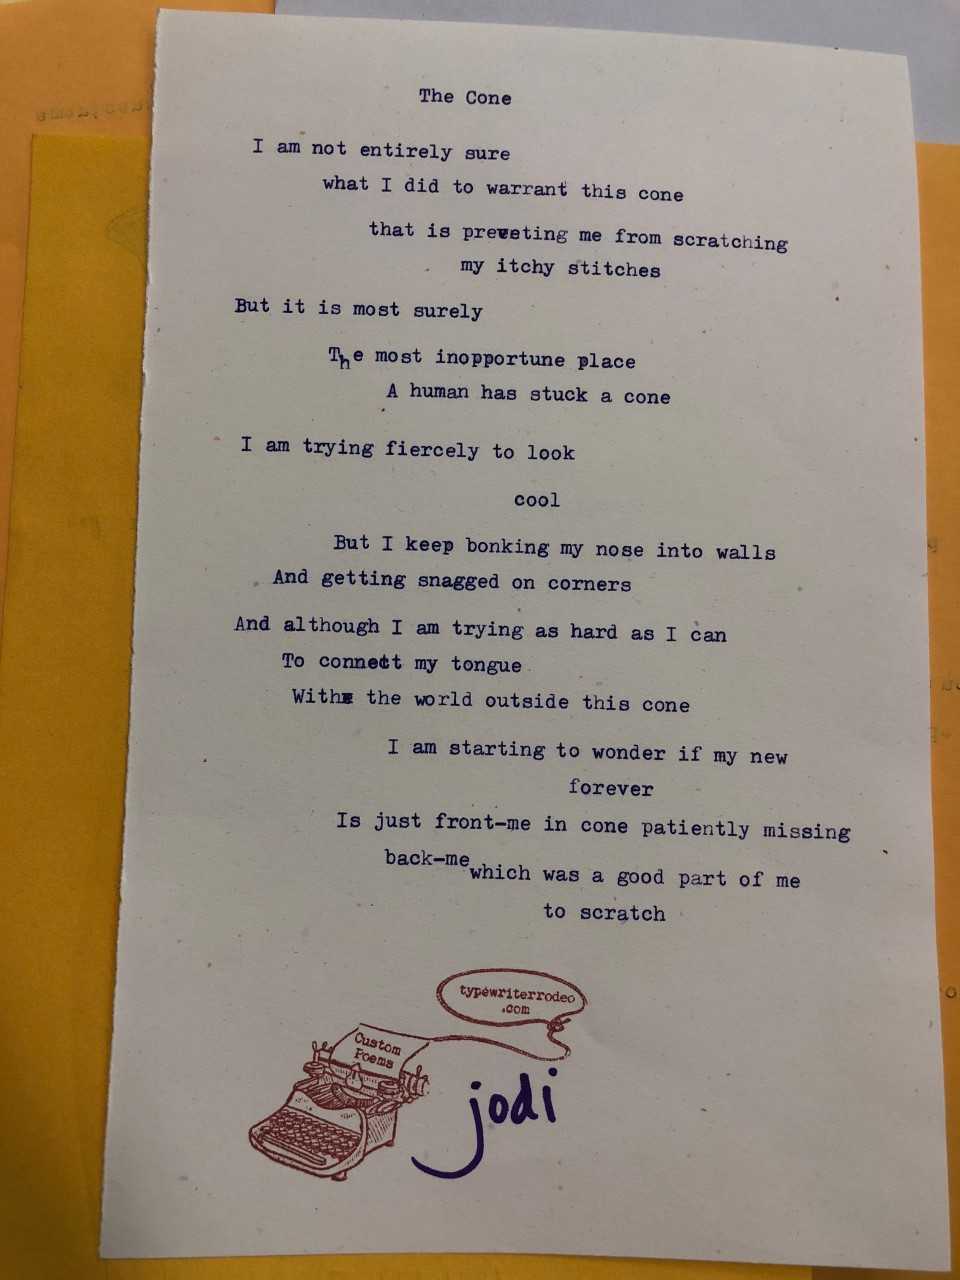 The Cone
I am not entirely sure
what I did to warrant this cone
that is preveting me from scratching
my itchy stitches
But it is most surely
The most inopportune place
A human has stuck a cone
I am trying fiercely to look
cool
But I keep bonking my nose into walls
And getting snagged on corners
And although I am trying as hard as I can
To connect my tongue
With the world outside this cone
I am starting to wonder if my new
forever
Is just front-me in cone patiently missing
back-me which was a good part of me
to scratch
typewriterrodeo
.com
Custom
Poems
jodi